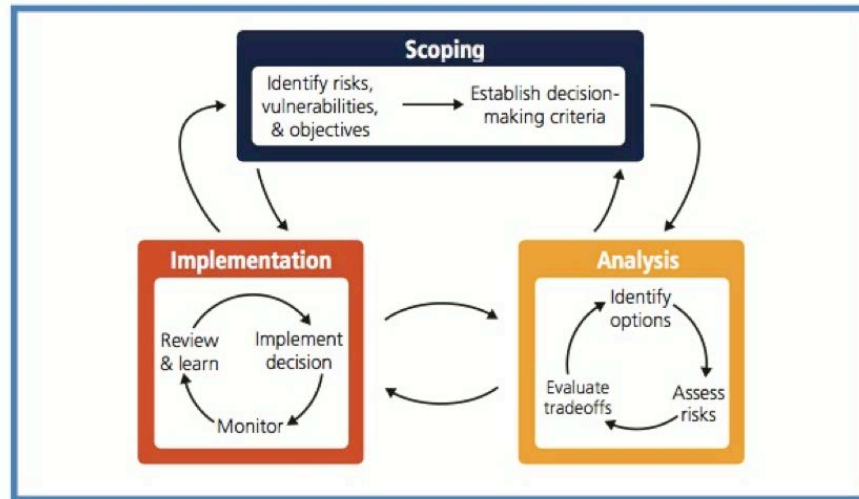 Scoping
Identify risks,
vulnerabilities,
& objectives
Establish decision-
making criteria
Implementation
Review
& learn
Implement
decision
Monitor
Analysis
Identify
options
Assess
risks
Evaluate
tradeoffs